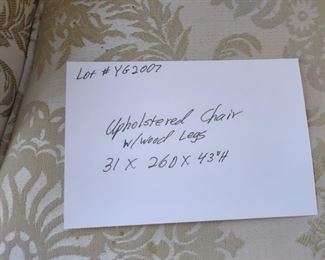 Lot # YG2007
Upholstered Chair
w/wood Legs
31 X 26D X 43"H